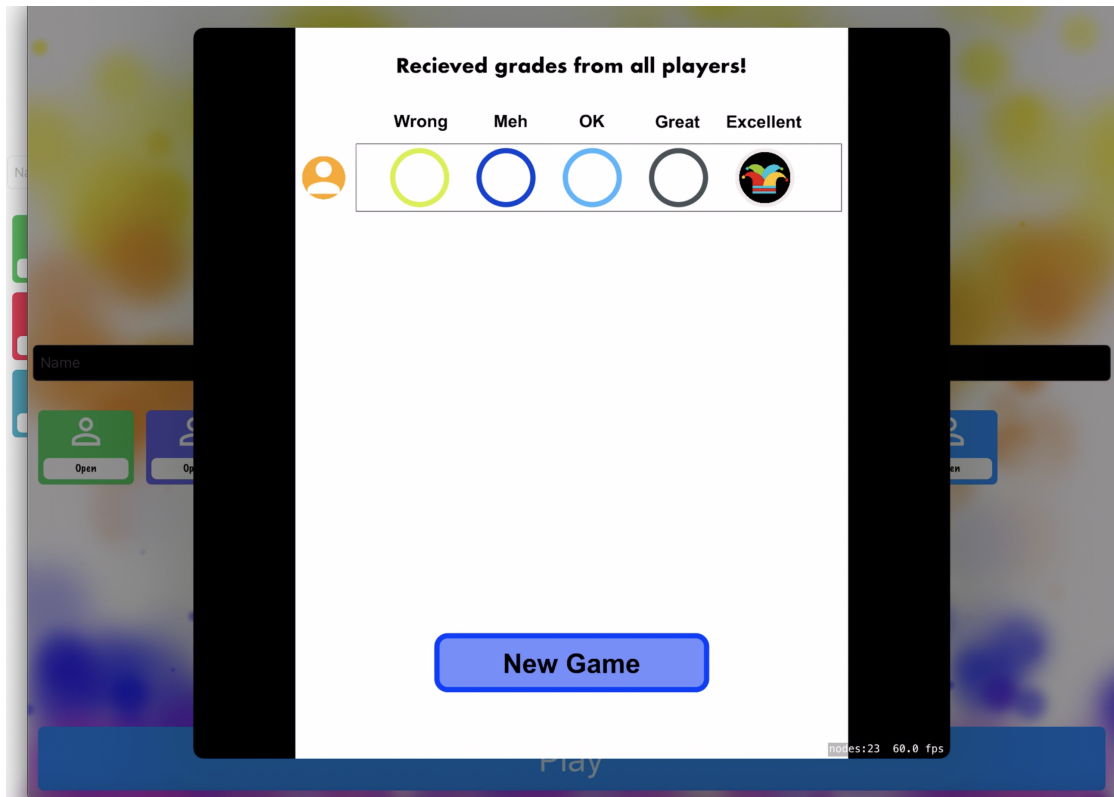 Recieved grades from all players!
Wrong Meh OK Great Excellent
Na
Name
Open Op en
New Game
nodes:23 60.0 fps
Play